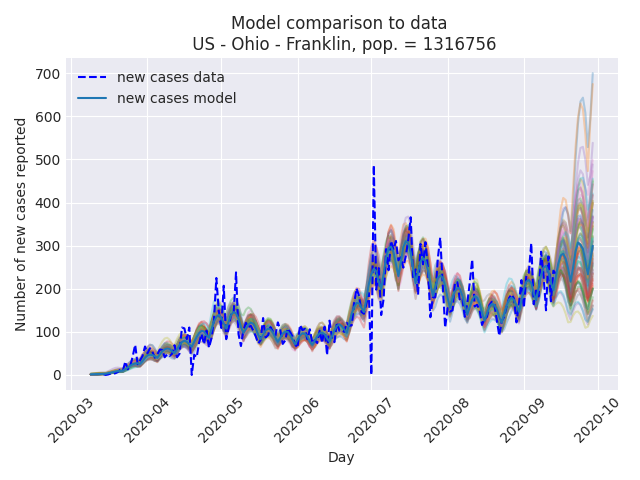 Model comparison to data
US - Ohio - Franklin, pop. = 1316756
new cases data
new cases model
Number of new cases reported
700
600
500
400
300
200
100
0
2020-03
2020-04
2020-05
2020-06
2020-07
2020-08
2020-09
2020-10
Day